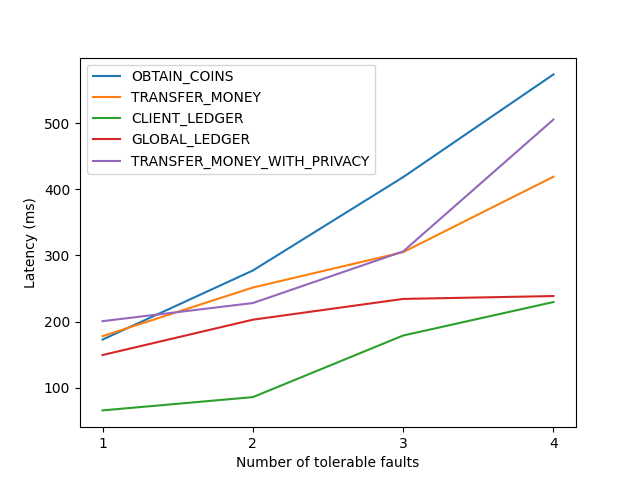 OBTAIN_COINS
TRANSFER_MONEY
CLIENT_LEDGER
GLOBAL_LEDGER
TRANSFER_MONEY_WITH_PRIVACY
Latency (ms)
500
400
300
200
100
1 2 3 4
Number of tolerable faults